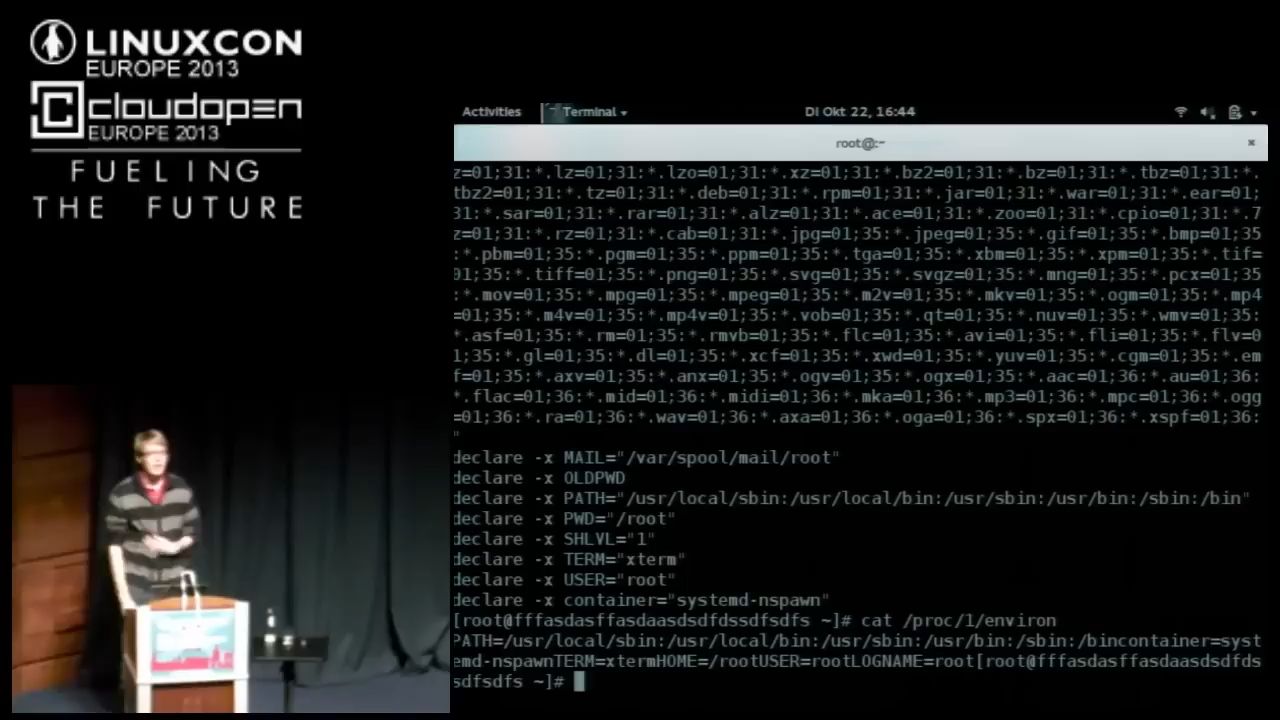 LINUXCON
EUROPE 2013
cloudopen
EUROPE 2013
FUELING
THE FUTURE
Activities Terminal DI Okt 22, 16:44
root@:~
z=01;31:*.lz=01;31:*.lzo=01;31:*.xz=01;31:*.bz2=01;31:*.bz=01;31:*.tbz=01;31:*.
tbz2=01;31:*.tz=01;31:*.deb=01;31:*.rpm=01;31:*.jar=01;31:*.war=01;31:*.ear=01;
31:*.sar=01;31:*.rar=01;31:*.alz=01;31:*.ace=01;31:*.zoo=01;31:*.cpio=01;31:*.7
z=01;31:*.rz=01;31:*.cab=01;31:*.jpg=01;35:*.jpeg=01;35:*.gif=01;35:*.bmp=01;35
:*.pbm=01;35:*.pgm=01;35:*.ppm=01;35:*.tga=01;35:*.xbm=01;35:*.xpm=01;35:*.tif=
01;35:*.tiff=01;35:*.png=01;35:*.svg=01;35:*.svgz=01;35:*.mng=01;35:*.pcx=01;35
:*.mov=01;35:*.mpg=01;35:*.mpeg=01;35:*.m2v=01;35:*.mkv=01;35:*.ogm=01;35:*.mp4
=01;35:*.m4v=01;35:*.mp4v=01;35:*.vob=01;35:*.qt=01;35:*.nuv=01;35:*.wmv=01;35:
*.asf=01;35:*.rm=01;35:*.rmvb=01;35:*.flc=01;35:*.avi=01;35:*.fli=01;35:*.flv=0
1;35:*.gl=01;35:*.dl=01;35:*.xcf=01;35:*.xwd=01;35:*.yuv=01;35:*.cgm=01;35:*.em
f=01;35:*.axv=01;35:*.anx=01;35:*.ogv=01;35:*.ogx=01;35:*.aac=01;36:*.au=01;36:
*.flac=01;36:*.mid=01;36:*.midi=01;36:*.mka=01;36:*.mp3=01;36:*.mpc=01;36:*.ogg
=01;36:*.ra=01;36:*.wav=01;36:*.axa=01;36:*.oga=01;36:*.spx=01;36:*.xspf=01;36:
"
declare -x MAIL="/var/spool/mail/root"
declare -x OLDPWD
declare -x PATH="/usr/local/sbin:/usr/local/bin:/usr/sbin:/usr/bin:/sbin:/bin"
declare -x PWD="/root"
declare -x SHLVL="1"
declare -x TERM="xterm"
declare -x USER="root"
declare -x container="systemd-nspawn"
[root@fffasdasffasdaasdsdfdssdfsdfs ~]# cat /proc/1/environ
PATH=/usr/local/sbin:/usr/local/bin:/usr/sbin:/usr/bin:/sbin:/bincontainer=syst
emd-nspawnTERM=xtermHOME=/rootUSER=rootLOGNAME=root[root@fffasdasffasdaasdsdfds
sdfsdfs ~]#